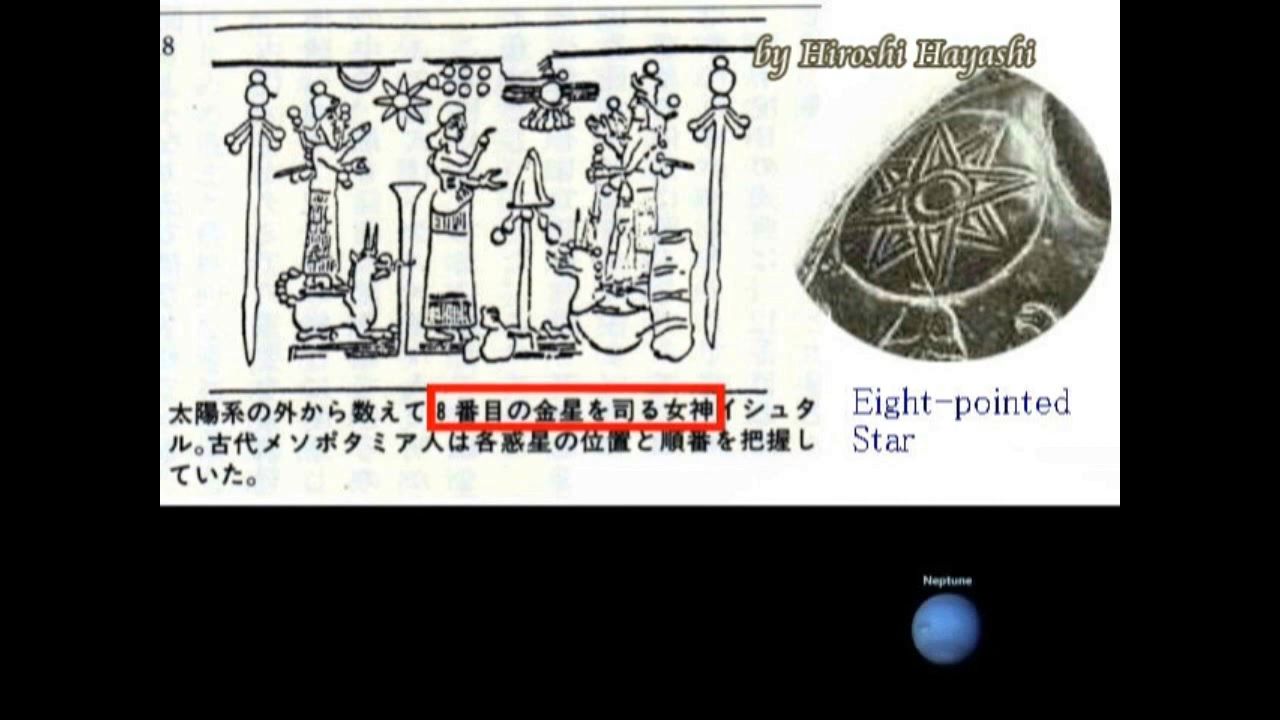 8
by Hiroshi Hayashi
太陽系の外から数えて8番目の金星を司る女神イシュタ
ル。古代メソポタミア人は各惑星の位置と順番を把握し
ていた。
Eight-pointed
Star
Neptune